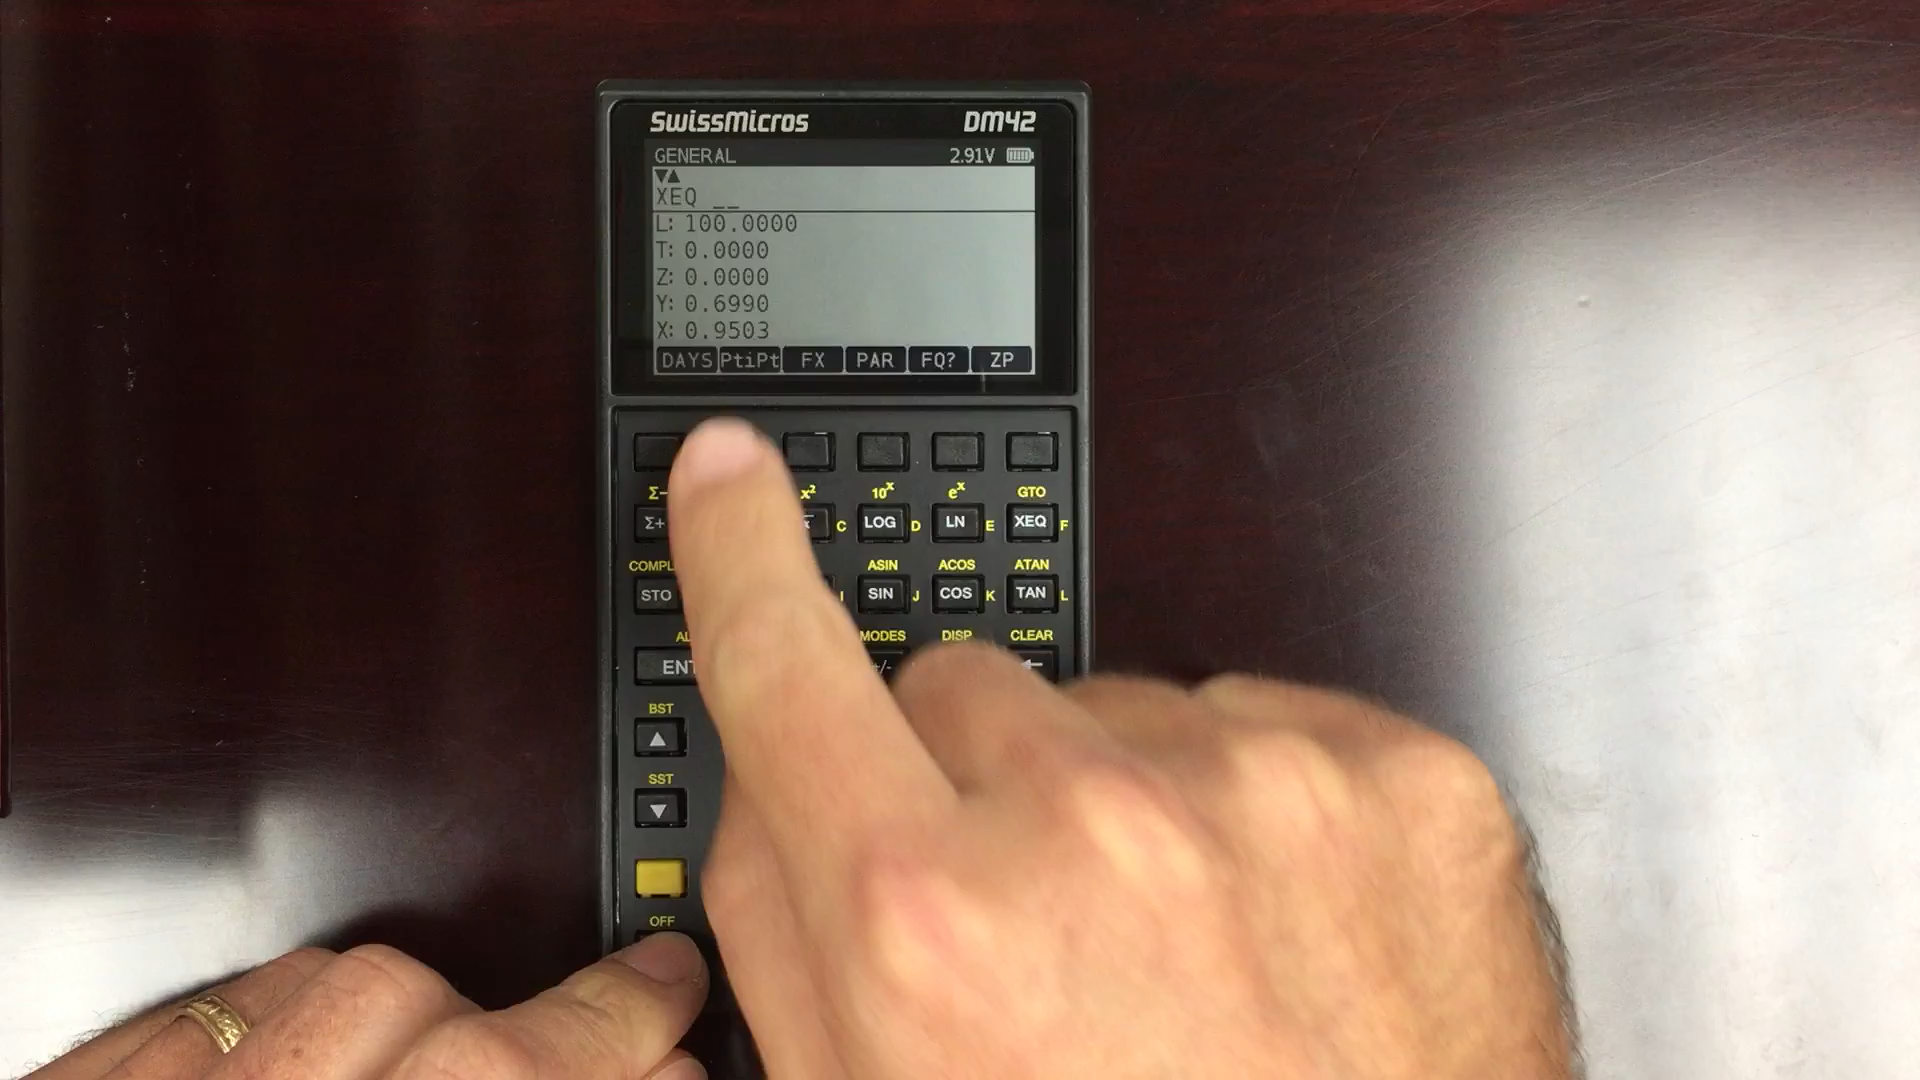 SwissMicros DM42
GENERAL 2.91V
▼▲
XEQ __
L: 100.0000
T: 0.0000
Z: 0.0000
Y: 0.6990
X: 0.9503
DAYS PtiPt FX PAR FQ? ZP
Σ- x² 10ˣ eˣ GTO
Σ+ C LOG D LN E XEQ F
ASIN ACOS ATAN
STO I SIN J COS K TAN L
MODES DISP CLEAR
+/- ←
BST
▲
SST
▼
OFF